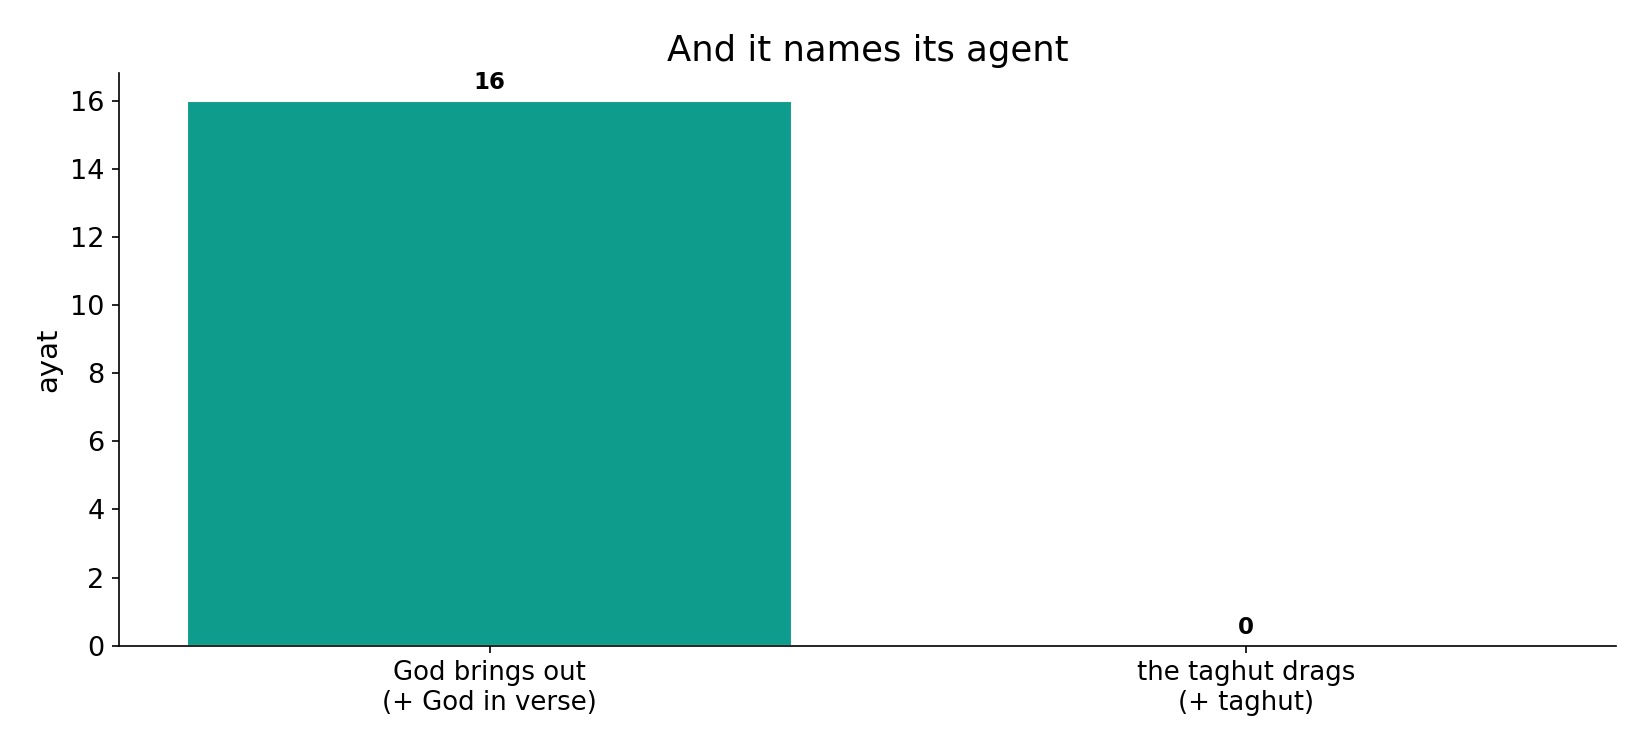 And it names its agent
16
16
14
12
10
8
6
4
2
0
ayat
0
God brings out
(+ God in verse)
the taghut drags
(+ taghut)